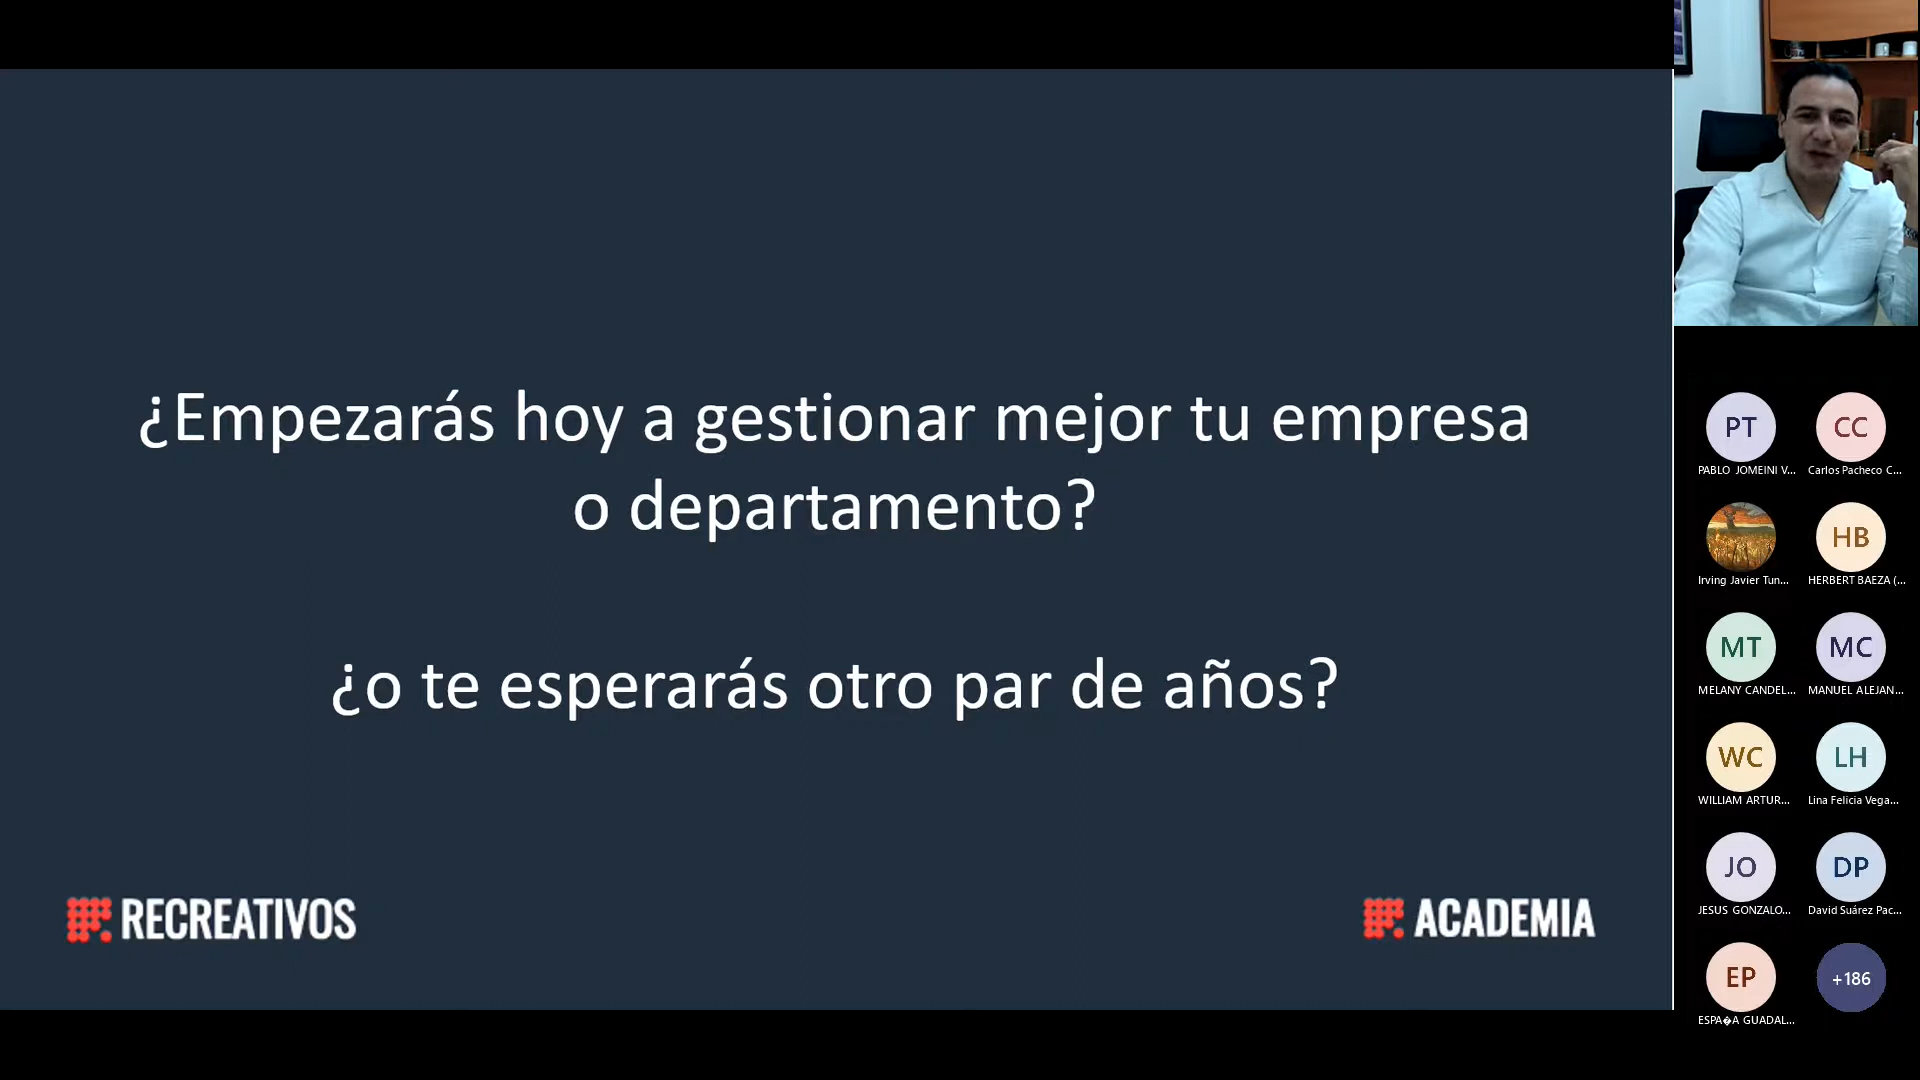 ¿Empezarás hoy a gestionar mejor tu empresa
o departamento?
¿o te esperarás otro par de años?
RECREATIVOS
ACADEMIA
PT
CC
PABLO JOMEINI V...
Carlos Pacheco C...
HB
Irving Javier Tun...
HERBERT BAEZA (...
MT
MC
MELANY CANDEL...
MANUEL ALEJAN...
WC
LH
WILLIAM ARTUR...
Lina Felicia Vega...
JO
DP
JESUS GONZALO...
David Suárez Pac...
EP
+186
ESPA�A GUADAL...